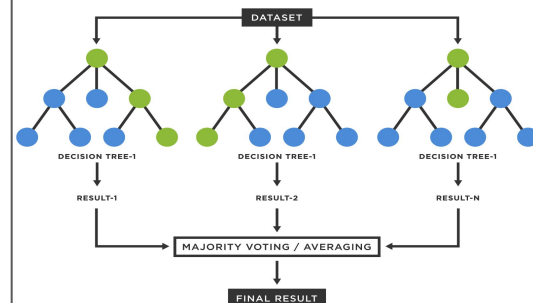 DATASET
DECISION TREE-1 DECISION TREE-1 DECISION TREE-1
RESULT-1 RESULT-2 RESULT-N
MAJORITY VOTING / AVERAGING
FINAL RESULT